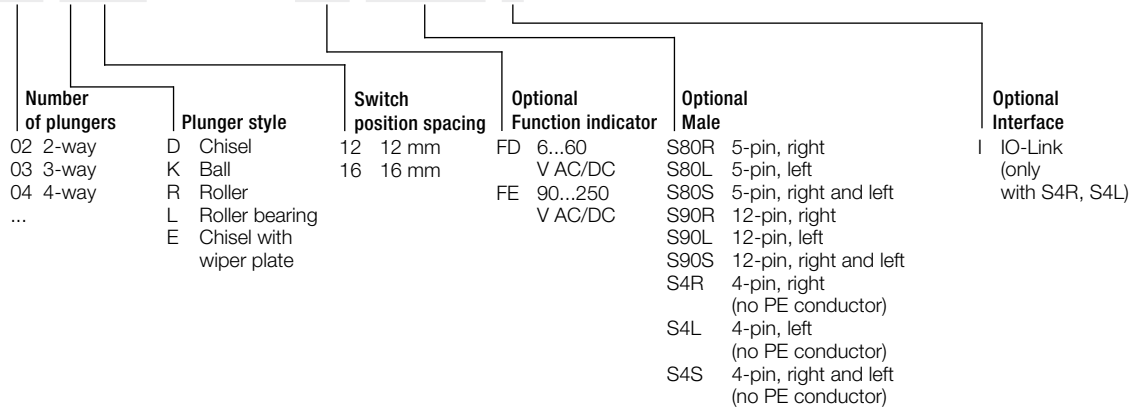 Number
of plungers
02 2-way
03 3-way
04 4-way
...
Plunger style
D Chisel
K Ball
R Roller
L Roller bearing
E Chisel with
wiper plate
Switch
position spacing
12 12 mm
16 16 mm
Optional
Function indicator
FD 6...60
V AC/DC
FE 90...250
V AC/DC
Optional
Male
S80R 5-pin, right
S80L 5-pin, left
S80S 5-pin, right and left
S90R 12-pin, right
S90L 12-pin, left
S90S 12-pin, right and left
S4R 4-pin, right
(no PE conductor)
S4L 4-pin, left
(no PE conductor)
S4S 4-pin, right and left
(no PE conductor)
Optional
Interface
I IO-Link
(only
with S4R, S4L)